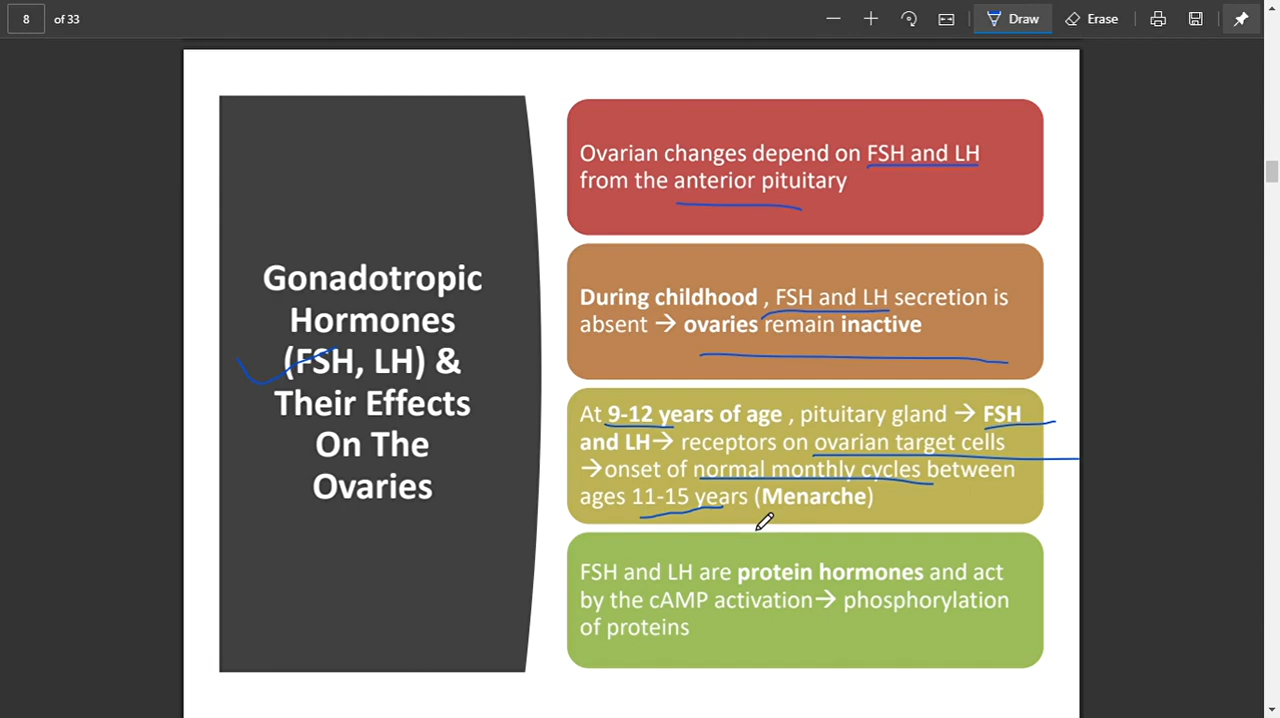 8 of 33
Draw
Erase
Gonadotropic
Hormones
(FSH, LH) &
Their Effects
On The
Ovaries
Ovarian changes depend on FSH and LH
from the anterior pituitary
During childhood , FSH and LH secretion is
absent → ovaries remain inactive
At 9-12 years of age , pituitary gland → FSH
and LH→ receptors on ovarian target cells
→onset of normal monthly cycles between
ages 11-15 years (Menarche)
FSH and LH are protein hormones and act
by the cAMP activation→ phosphorylation
of proteins